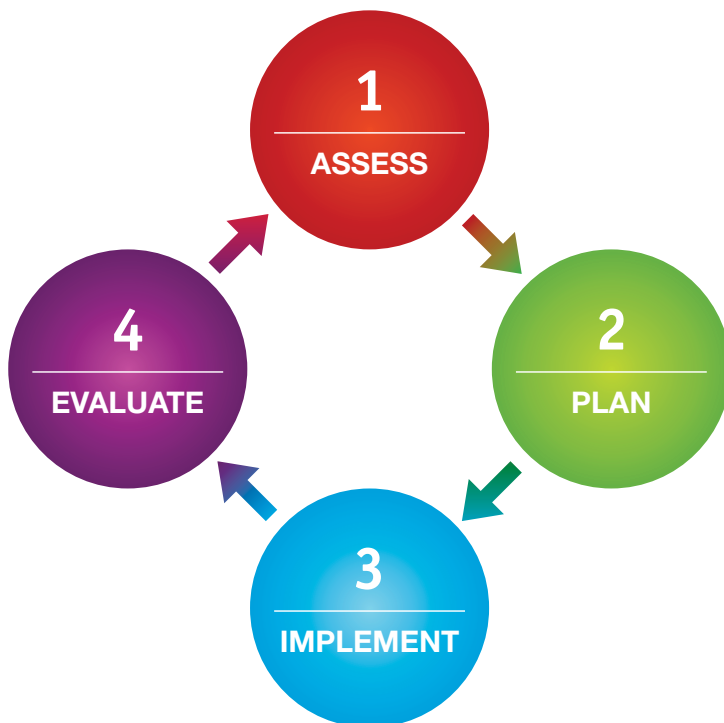 1
ASSESS
2
PLAN
3
IMPLEMENT
4
EVALUATE